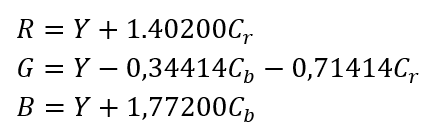 R = Y + 1.40200C_r
G = Y − 0,34414C_b − 0,71414C_r
B = Y + 1,77200C_b